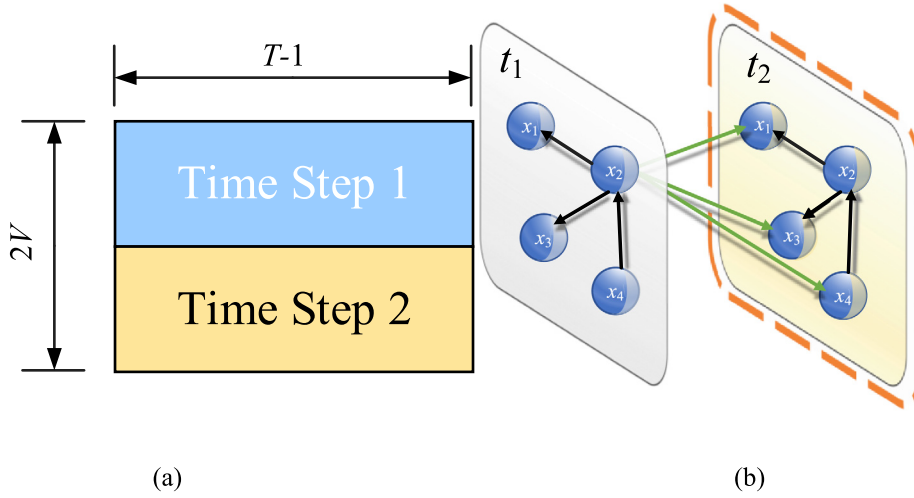 T-1
2V
Time Step 1
Time Step 2
t1
x1
x2
x3
x4
t2
x1
x2
x3
x4
(a)
(b)